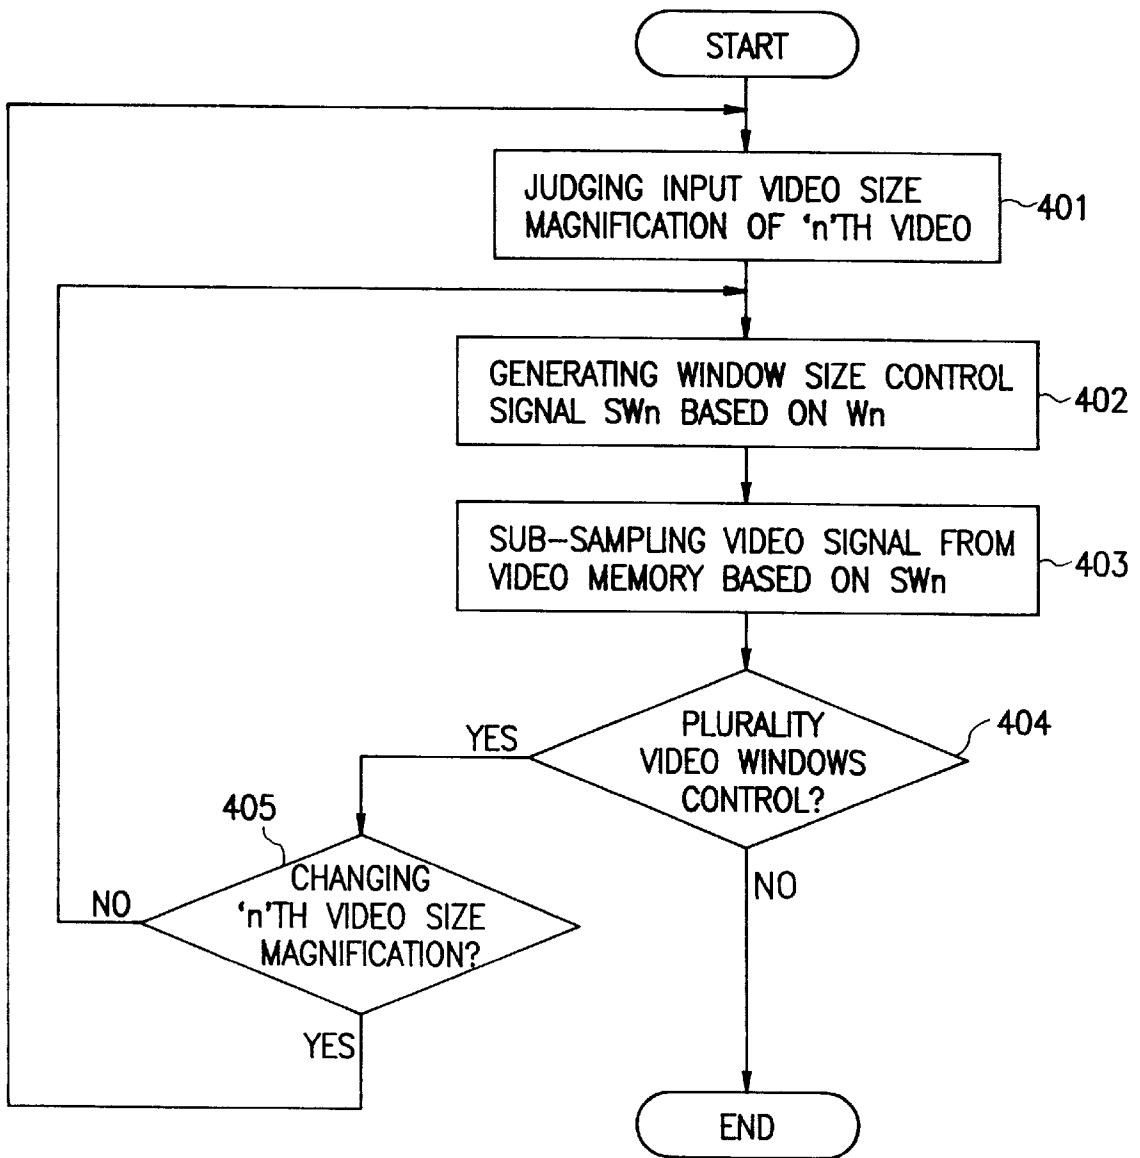 START
JUDGING INPUT VIDEO SIZE
MAGNIFICATION OF ‘n’TH VIDEO
401
GENERATING WINDOW SIZE CONTROL
SIGNAL SWn BASED ON Wn
402
SUB-SAMPLING VIDEO SIGNAL FROM
VIDEO MEMORY BASED ON SWn
403
PLURALITY
VIDEO WINDOWS
CONTROL?
404
YES
405
CHANGING
‘n’TH VIDEO SIZE
MAGNIFICATION?
NO
NO
YES
END